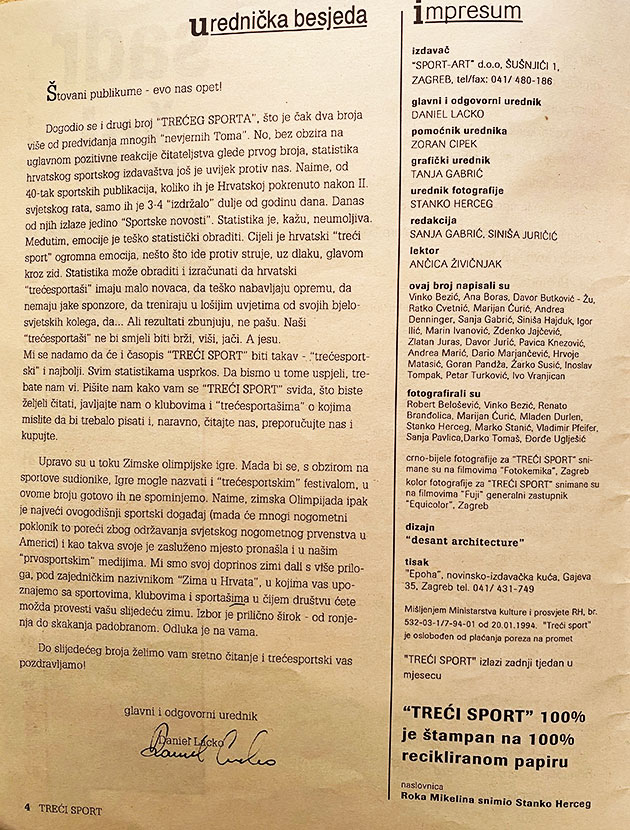 urednička besjeda
Štovani publikume - evo nas opet!
Dogodio se i drugi broj "TREĆEG SPORTA", što je čak dva broja
više od predviđanja mnogih "nevjernih Toma". No, bez obzira na
uglavnom pozitivne reakcije čitateljstva glede prvog broja, statistika
hrvatskog sportskog izdavaštva još je uvijek protiv nas. Naime, od
40-tak sportskih publikacija, koliko ih je Hrvatskoj pokrenuto nakon II.
svjetskog rata, samo ih je 3-4 "izdržalo" dulje od godinu dana. Danas
od njih izlaze jedino "Sportske novosti". Statistika je, kažu, neumoljiva.
Međutim, emocije je teško statistički obraditi. Cijeli je hrvatski "treći
sport" ogromna emocija, nešto što ide protiv struje, uz dlaku, glavom
kroz zid. Statistika može obraditi i izračunati da hrvatski
"trećesportaši" imaju malo novaca, da teško nabavljaju opremu, da
nemaju jake sponzore, da treniraju u lošijim uvjetima od svojih bjelo-
svjetskih kolega, da... Ali rezultati zbunjuju, ne pašu. Naši
"trećesportaši" ne bi smjeli biti brži, viši, jači. A jesu.
Mi se nadamo da će i časopis "TREĆI SPORT" biti takav - "trećesport-
ski" i najbolji. Svim statistikama usprkos. Da bismo u tome uspjeli, tre-
bate nam vi. Pišite nam kako vam se "TREĆI SPORT" sviđa, što biste
željeli čitati, javljajte nam o klubovima i "trećesportašima" o kojima
mislite da bi trebalo pisati i, naravno, čitajte nas, preporučujte nas i
kupujte.
Upravo su u toku Zimske olimpijske igre. Mada bi se, s obzirom na
sportove sudionike, Igre mogle nazvati i "trećesportskim" festivalom, u
ovome broju gotovo ih ne spominjemo. Naime, zimska Olimpijada ipak
je najveći ovogodišnji sportski događaj (mada će mnogi nogometni
poklonik to poreći zbog održavanja svjetskog nogometnog prvenstva u
Americi) i kao takva svoje je zasluženo mjesto pronašla i u našim
"prvosportskim" medijima. Mi smo svoj doprinos zimi dali s više prilo-
ga, pod zajedničkim nazivnikom "Zima u Hrvata", u kojima vas upo-
znajemo sa sportovima, klubovima i sportašima u čijem društvu ćete
možda provesti vašu slijedeću zimu. Izbor je prilično širok - od ronje-
nja do skakanja padobranom. Odluka je na vama.
Do slijedećeg broja želimo vam sretno čitanje i trećesportski vas
pozdravljamo!
glavni i odgovorni urednik
Daniel Lacko
4 TREĆI SPORT
impresum
izdavač
"SPORT-ART" d.o.o, ŠUŠNJIĆI 1,
ZAGREB, tel/fax: 041/ 480-186
glavni i odgovorni urednik
DANIEL LACKO
pomoćnik urednika
ZORAN CIPEK
grafički urednik
TANJA GABRIĆ
urednik fotografije
STANKO HERCEG
redakcija
SANJA GABRIĆ, SINIŠA JURIČIĆ
lektor
ANČICA ŽIVIČNJAK
ovaj broj napisali su
Vinko Bezić, Ana Boras, Davor Butković - Žu,
Ratko Cvetnić, Marijan Ćurić, Andrea
Denninger, Sanja Gabrić, Siniša Hajduk, Igor
Ilić, Marin Ivanović, Zdenko Jajčević,
Zlatan Juras, Davor Jurić, Pavica Knezović,
Andrea Marić, Dario Marjančević, Hrvoje
Matasić, Goran Pandža, Žarko Susić, Inoslav
Tompak, Petar Turković, Ivo Vranjican
fotografirali su
Robert Belošević, Vinko Bezić, Renato
Branđolica, Marijan Ćurić, Mladen Đurlen,
Stanko Herceg, Marko Stanić, Vladimir Pfeifer,
Sanja Pavlica,Darko Tomaš, Đorđe Uglješić
crno-bijele fotografije za "TREĆI SPORT" sni-
mane su na filmovima "Fotokemika", Zagreb
kolor fotografije za "TREĆI SPORT" snimane su
na filmovima "Fuji" generalni zastupnik
"Equicolor", Zagreb
dizajn
"desant architecture"
tisak
"Epoha", novinsko-izdavačka kuća, Gajeva
35, Zagreb tel. 041/ 431-749
Mišljenjem Ministarstva kulture i prosvjete RH, br.
532-03-1/7-94-01 od 20.01.1994. "Treći sport"
je oslobođen od plaćanja poreza na promet
"TREĆI SPORT" izlazi zadnji tjedan u
mjesecu
"TREĆI SPORT" 100%
je štampan na 100%
recikliranom papiru
naslovnica
Roka Mikelina snimio Stanko Herceg